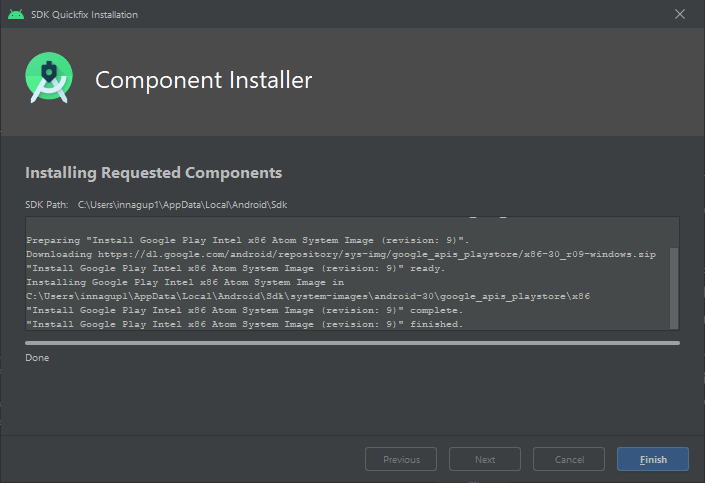 SDK Quickfix Installation
Component Installer
Installing Requested Components
SDK Path: C:\Users\innagup1\AppData\Local\Android\Sdk
Preparing "Install Google Play Intel x86 Atom System Image (revision: 9)".
Downloading https://dl.google.com/android/repository/sys-img/google_apis_playstore/x86-30_r09-windows.zip
"Install Google Play Intel x86 Atom System Image (revision: 9)" ready.
Installing Google Play Intel x86 Atom System Image in
C:\Users\innagup1\AppData\Local\Android\Sdk\system-images\android-30\google_apis_playstore\x86
"Install Google Play Intel x86 Atom System Image (revision: 9)" complete.
"Install Google Play Intel x86 Atom System Image (revision: 9)" finished.
Done
Previous Next Cancel Finish